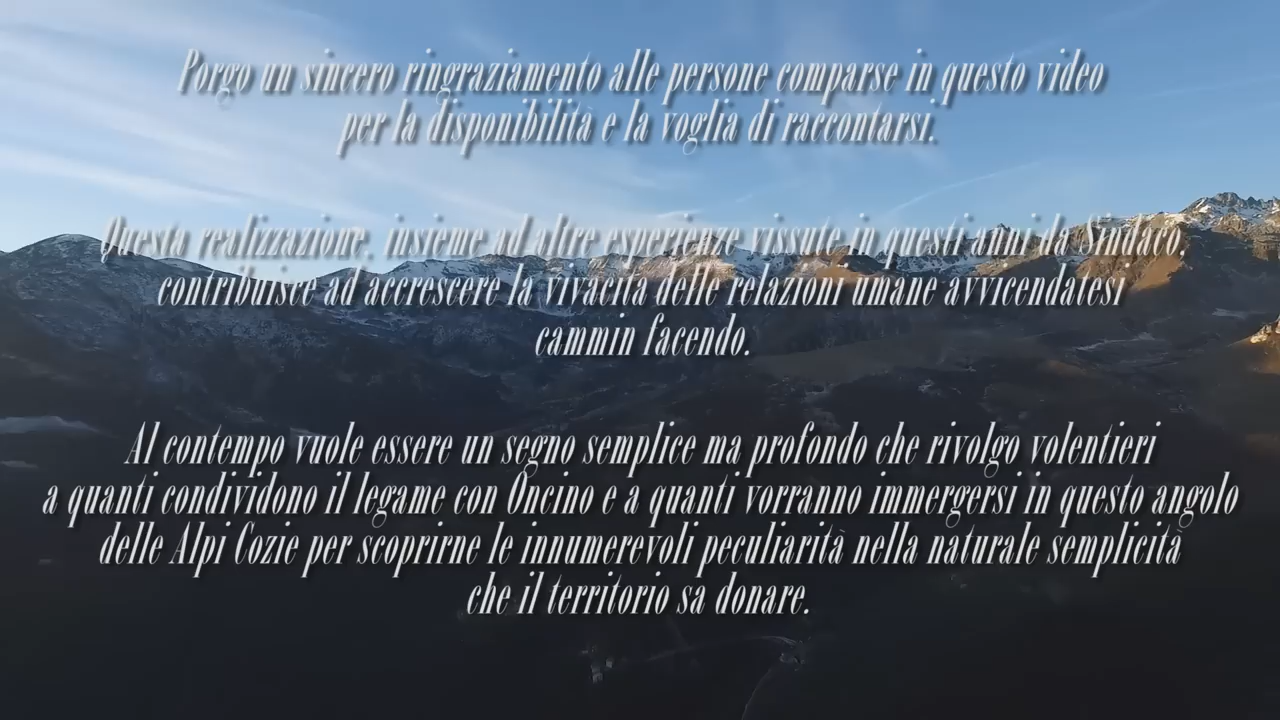 Porgo un sincero ringraziamento alle persone comparse in questo video
per la disponibilità e la voglia di raccontarsi.
Questa realizzazione, insieme ad altre esperienze vissute in questi anni da Sindaco,
contribuisce ad accrescere la vivacità delle relazioni umane avvicendatesi
cammin facendo.
Al contempo vuole essere un segno semplice ma profondo che rivolgo volentieri
a quanti condividono il legame con Oncino e a quanti vorranno immergersi in questo angolo
delle Alpi Cozie per scoprirne le innumerevoli peculiarità nella naturale semplicità
che il territorio sa donare.